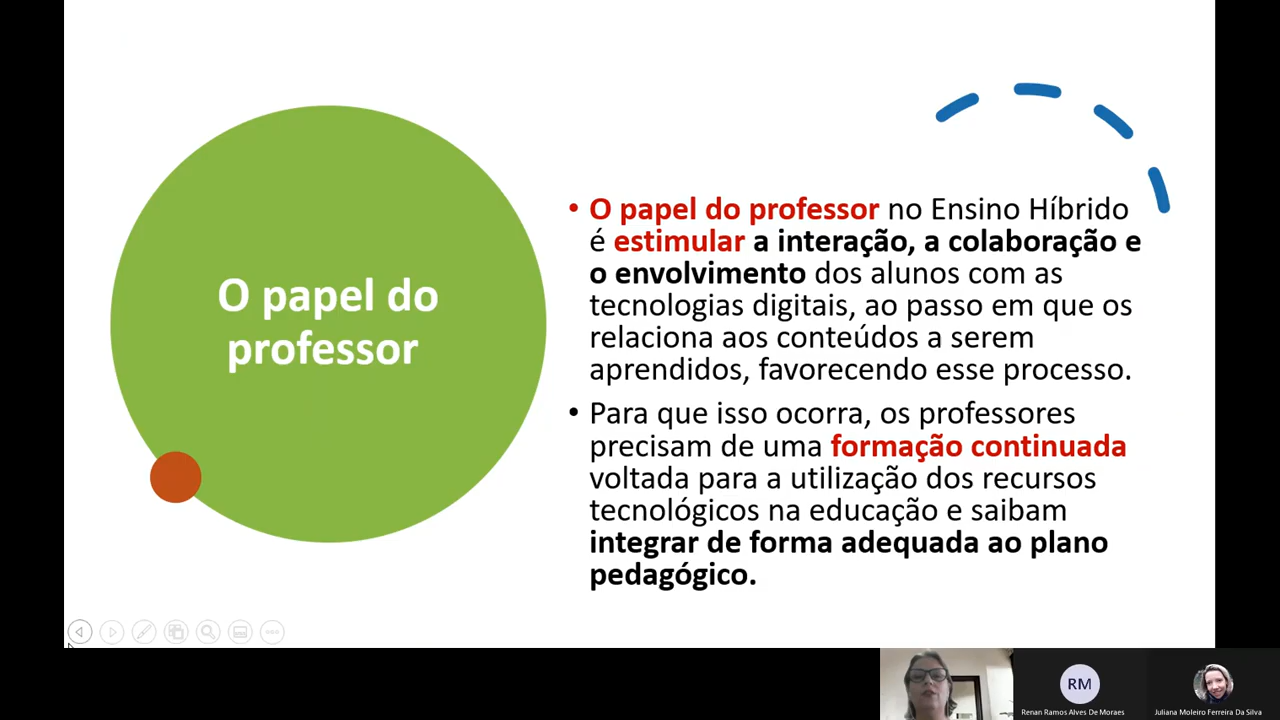 O papel do
professor
• O papel do professor no Ensino Híbrido
é estimular a interação, a colaboração e
o envolvimento dos alunos com as
tecnologias digitais, ao passo em que os
relaciona aos conteúdos a serem
aprendidos, favorecendo esse processo.
• Para que isso ocorra, os professores
precisam de uma formação continuada
voltada para a utilização dos recursos
tecnológicos na educação e saibam
integrar de forma adequada ao plano
pedagógico.
RM
Renan Ramos Alves De Moraes
Juliana Moleiro Ferreira Da Silva